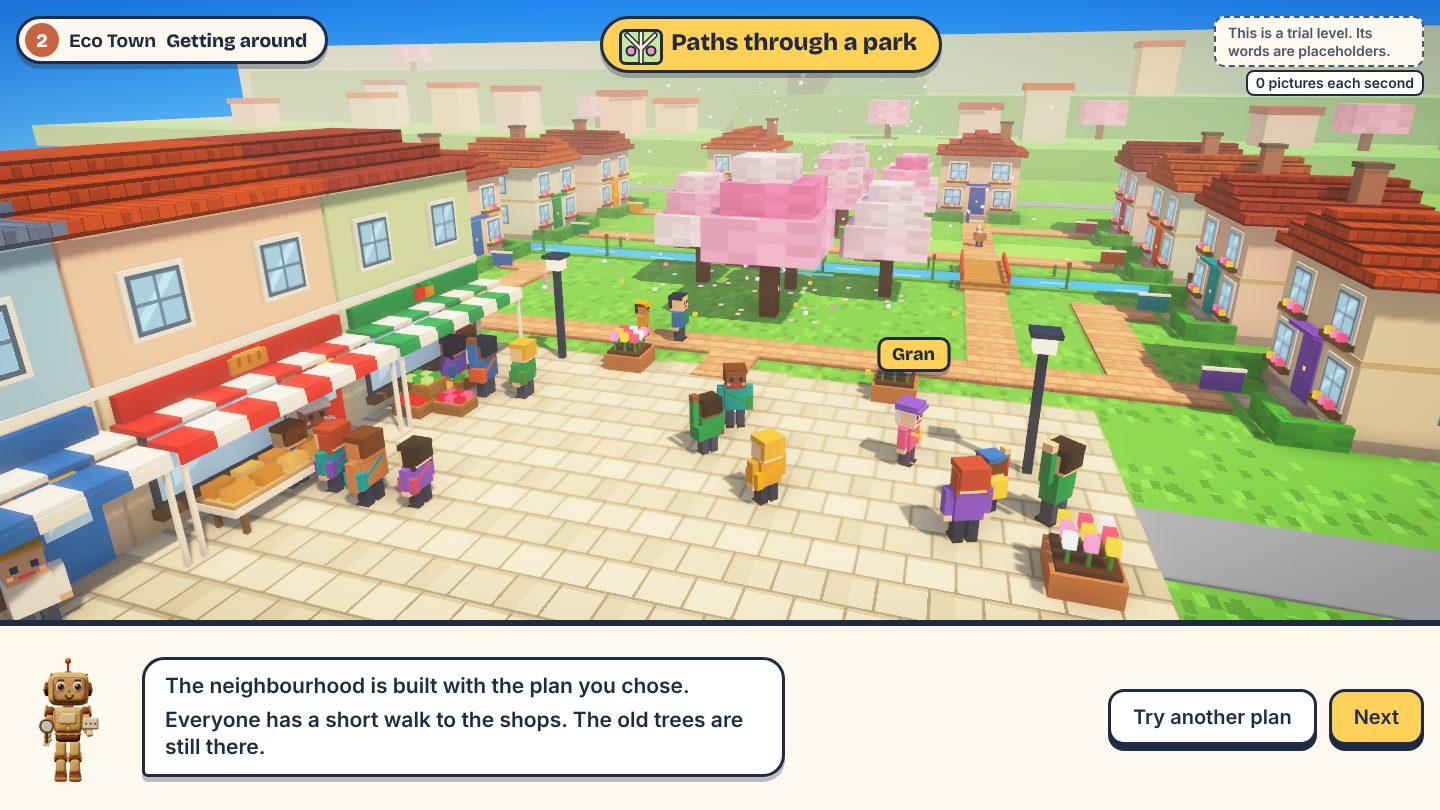 2 Eco Town Getting around
Paths through a park
This is a trial level. Its
words are placeholders.
0 pictures each second
Gran
The neighbourhood is built with the plan you chose.
Everyone has a short walk to the shops. The old trees are
still there.
Try another plan
Next